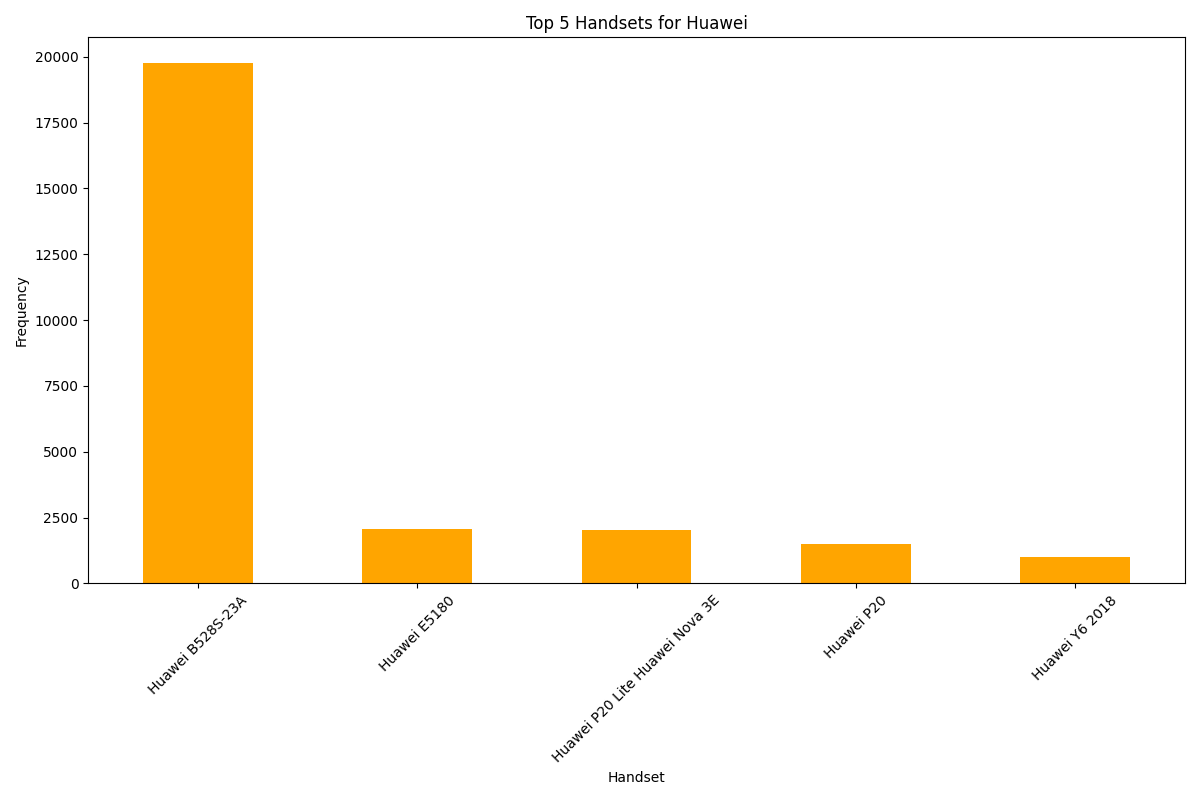 Top 5 Handsets for Huawei
20000
17500
15000
12500
10000
7500
5000
2500
0
Frequency
Huawei B528S-23A
Huawei E5180
Huawei P20 Lite Huawei Nova 3E
Huawei P20
Huawei Y6 2018
Handset